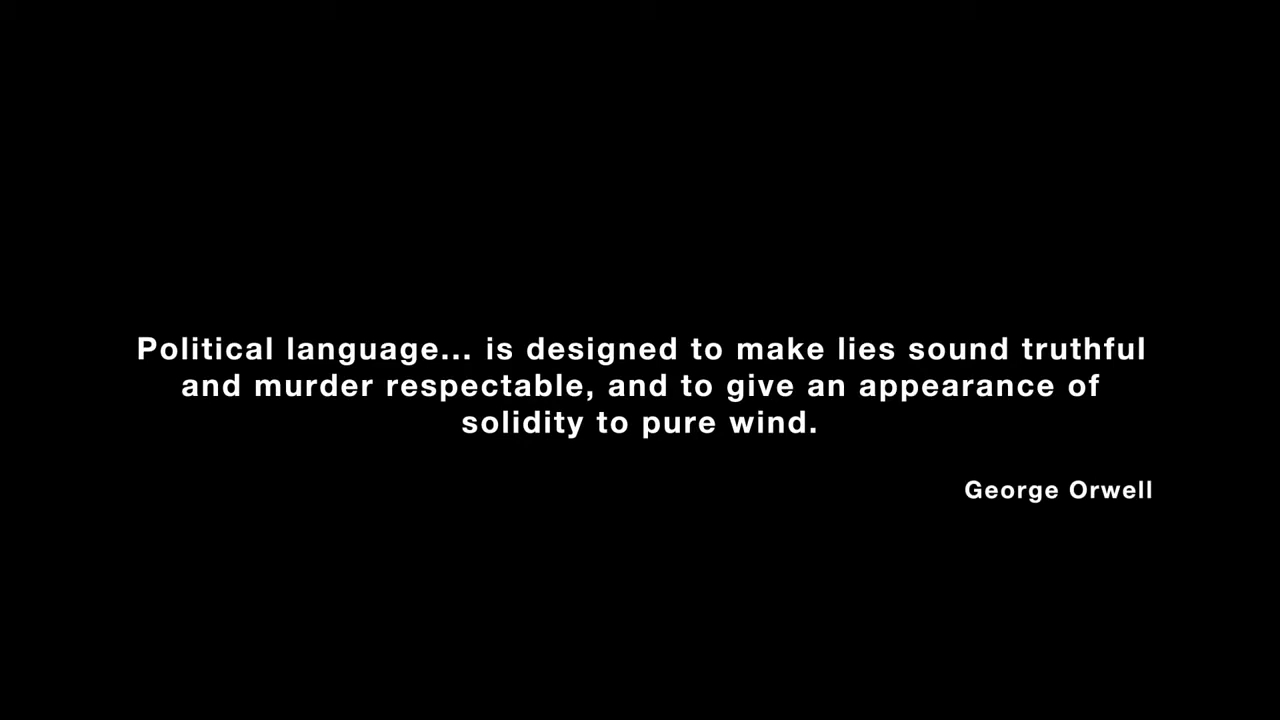 Political language... is designed to make lies sound truthful
and murder respectable, and to give an appearance of
solidity to pure wind.
George Orwell